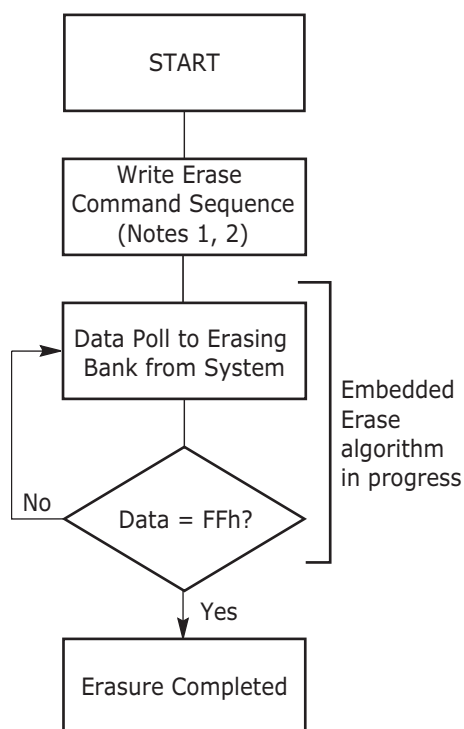 START
Write Erase
Command Sequence
(Notes 1, 2)
Data Poll to Erasing
Bank from System
Embedded
Erase
algorithm
in progress
No
Data = FFh?
Yes
Erasure Completed